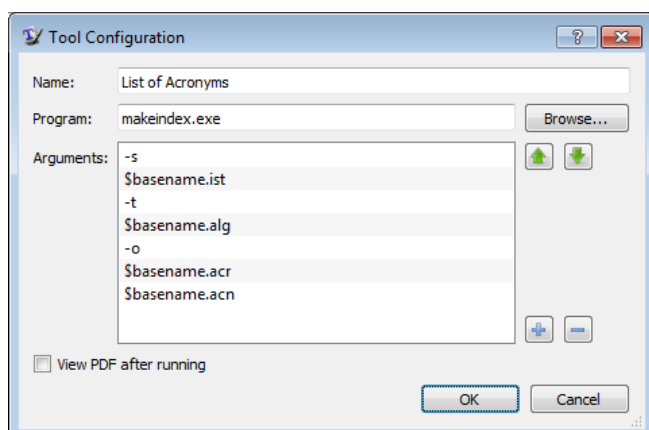 Tool Configuration
Name: List of Acronyms
Program: makeindex.exe Browse...
Arguments: -s
$basename.ist
-t
$basename.alg
-o
$basename.acr
$basename.acn
View PDF after running
OK Cancel